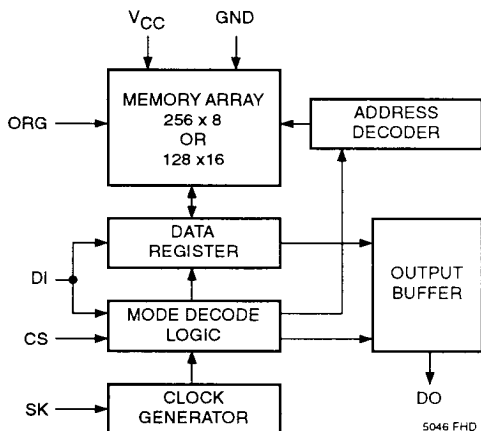 VCC
GND
ORG
MEMORY ARRAY
256 x 8
OR
128 x16
ADDRESS
DECODER
DATA
REGISTER
DI
OUTPUT
BUFFER
MODE DECODE
LOGIC
CS
DO
SK
CLOCK
GENERATOR
5046 FHD